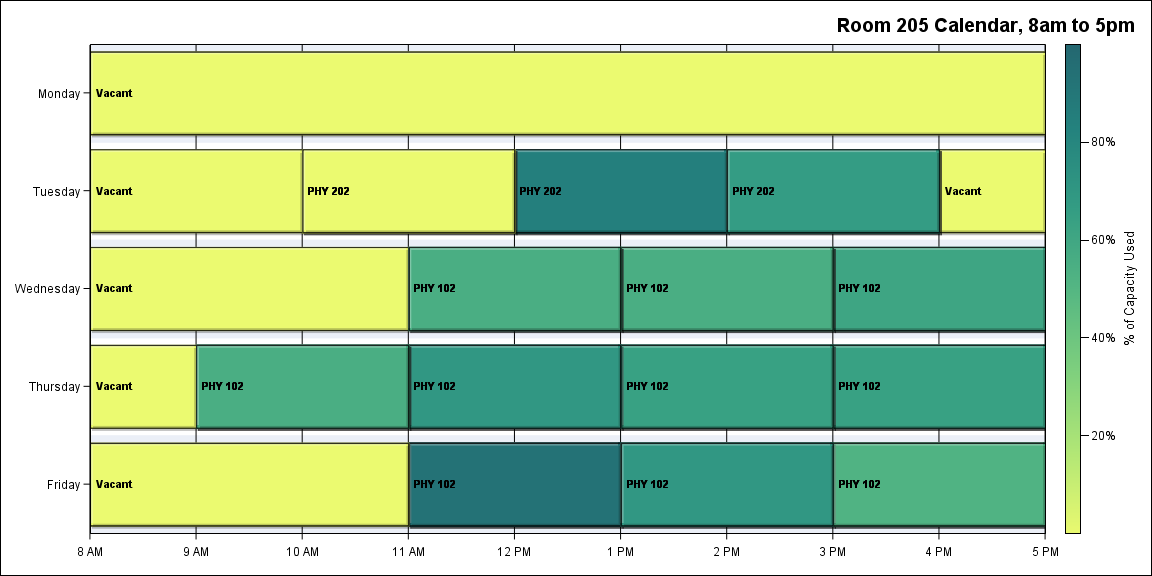 Room 205 Calendar, 8am to 5pm
Monday
Vacant
Tuesday
Vacant
PHY 202
PHY 202
PHY 202
Vacant
Wednesday
Vacant
PHY 102
PHY 102
PHY 102
Thursday
Vacant
PHY 102
PHY 102
PHY 102
PHY 102
Friday
Vacant
PHY 102
PHY 102
PHY 102
8 AM
9 AM
10 AM
11 AM
12 PM
1 PM
2 PM
3 PM
4 PM
5 PM
80%
60%
40%
20%
% of Capacity Used